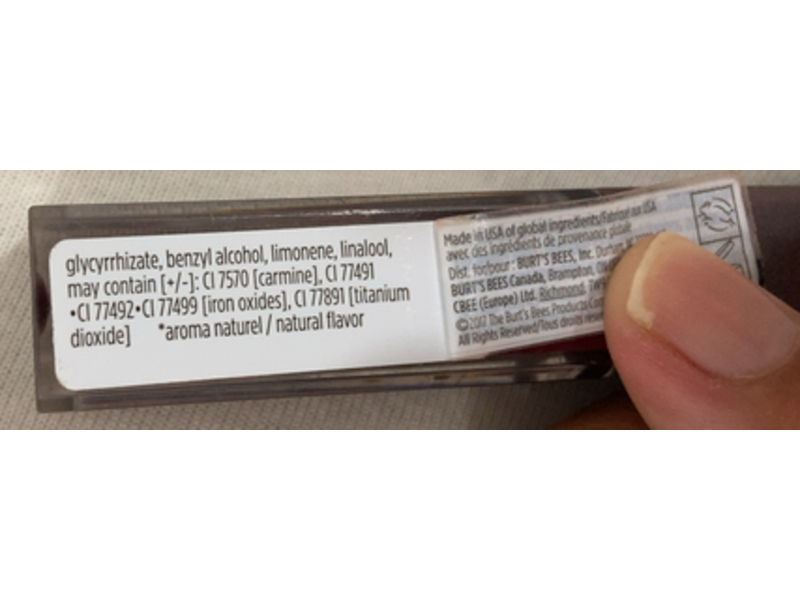 glycyrrhizate, benzyl alcohol, limonene, linalool,
may contain [+/-]: CI 7570 [carmine], CI 77491
•CI 77492•CI 77499 [iron oxides], CI 77891 [titanium
dioxide] *aroma naturel / natural flavor
Made in USA of global ingredients/Fabriqué aux USA
avec des ingrédients de provenance
Dist. for/pour : BURT'S BEES, Inc. Durham,
BURT'S BEES Canada, Brampton,
CBEE (Europe) Ltd. Richmond,
©2017 The Burt's Bees Products
All Rights Reserved/Tous droits